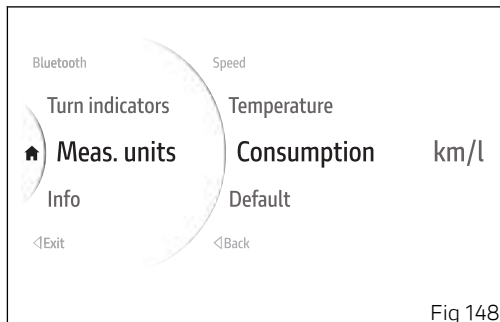 Bluetooth
Turn indicators
Meas. units
Info
Exit
Speed
Temperature
Consumption km/l
Default
Back
Fig 148